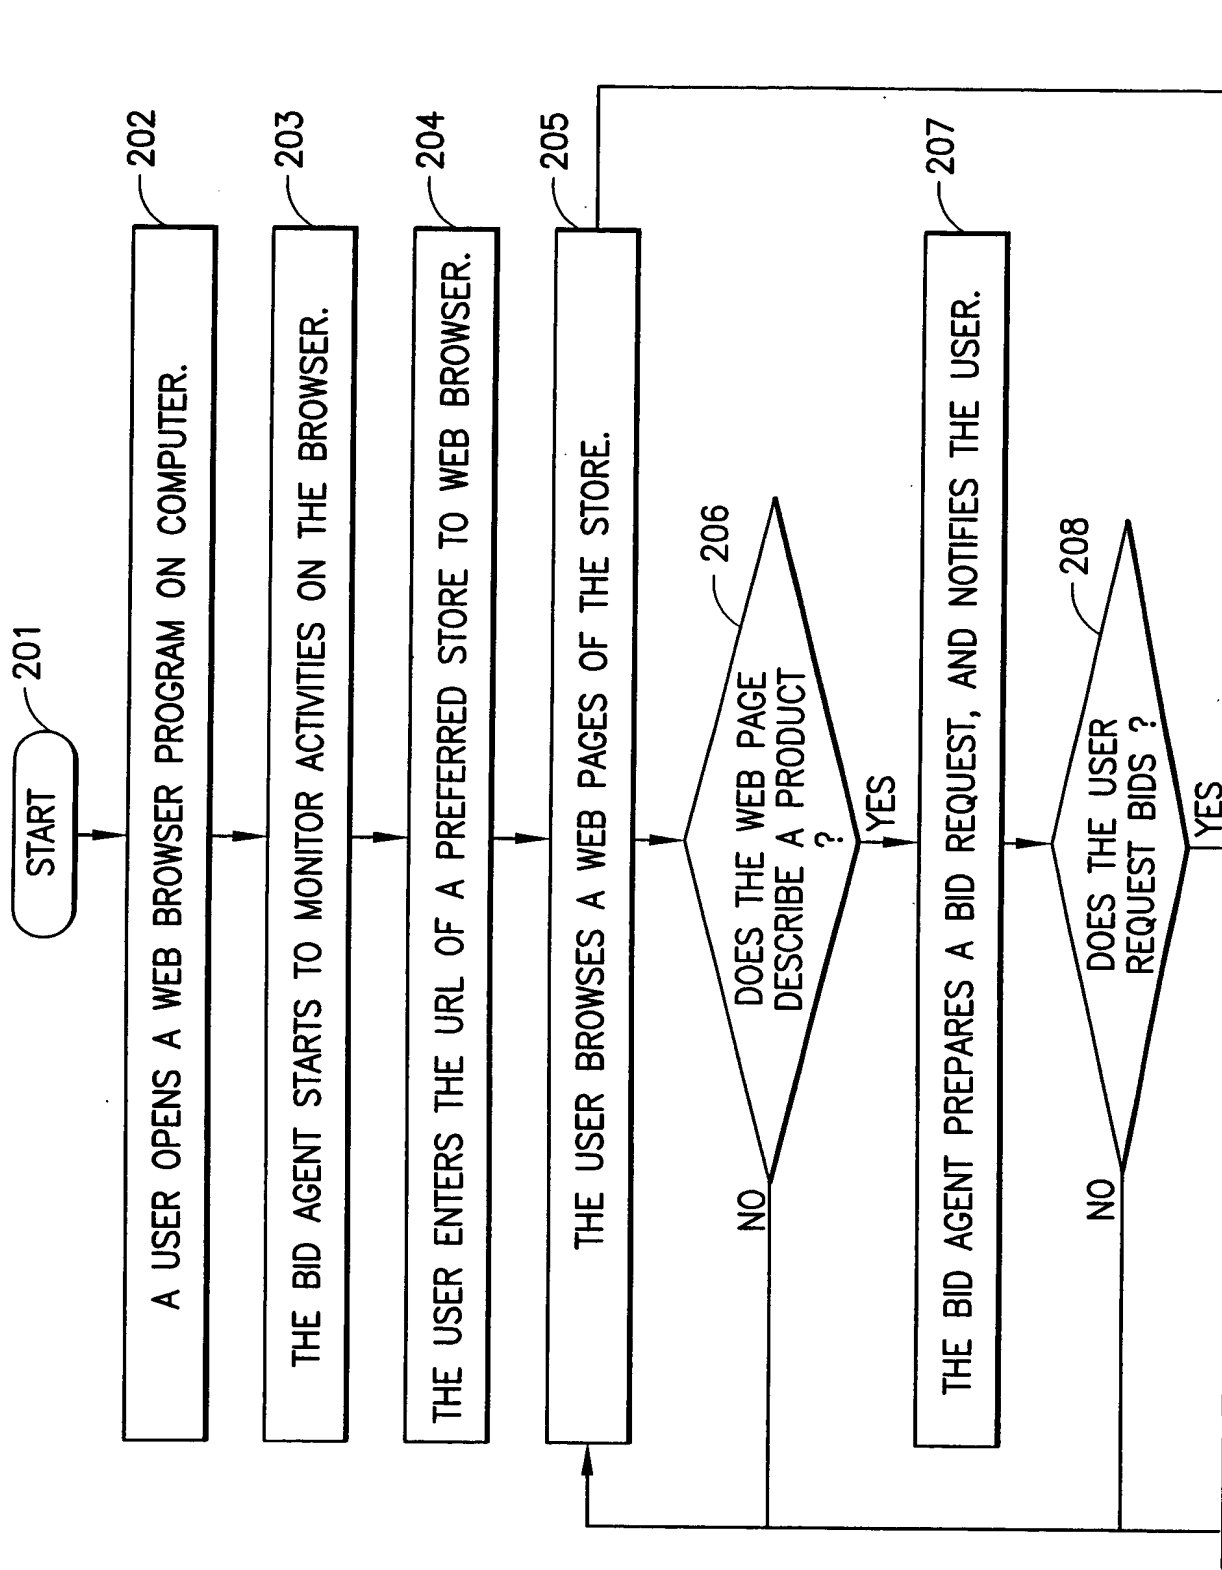 START
201
A USER OPENS A WEB BROWSER PROGRAM ON COMPUTER.
202
THE BID AGENT STARTS TO MONITOR ACTIVITIES ON THE BROWSER.
203
THE USER ENTERS THE URL OF A PREFERRED STORE TO WEB BROWSER.
204
THE USER BROWSES A WEB PAGES OF THE STORE.
205
DOES THE WEB PAGE
DESCRIBE A PRODUCT
?
206
NO
YES
THE BID AGENT PREPARES A BID REQUEST, AND NOTIFIES THE USER.
207
DOES THE USER
REQUEST BIDS ?
208
NO
YES